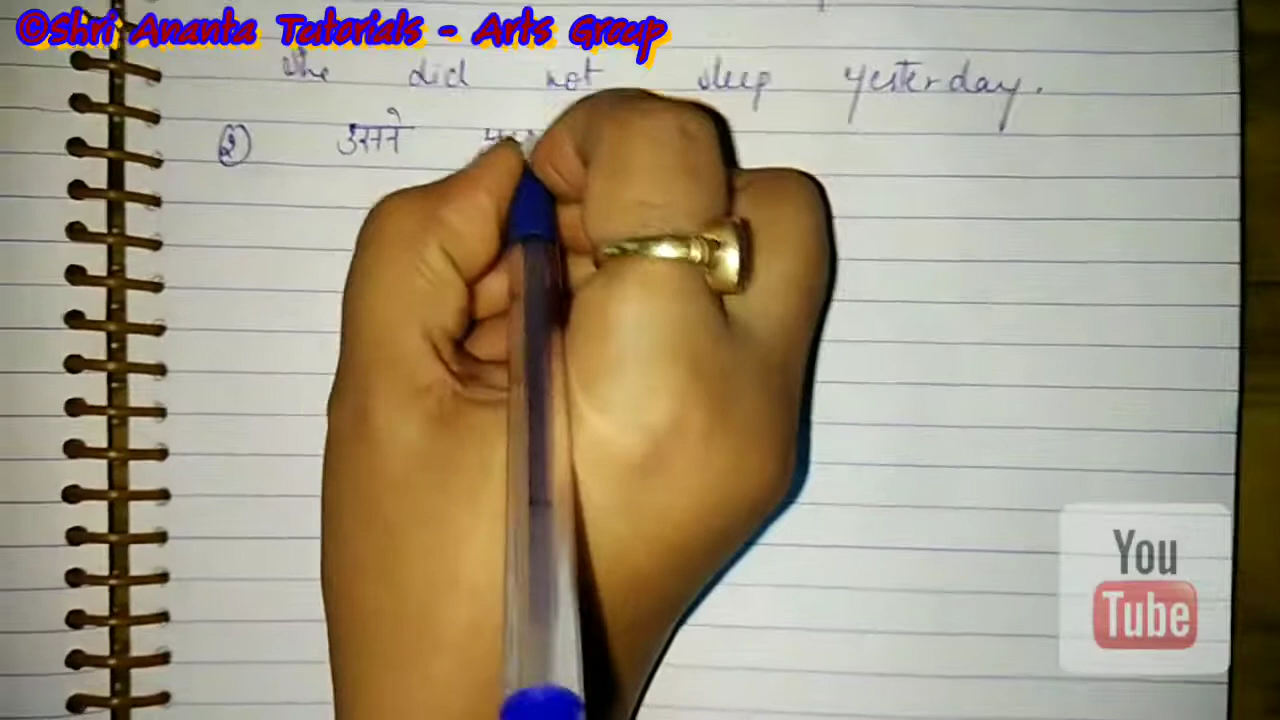 ©Shri Ananta Tutorials - Arts Group
She did not sleep yesterday.
② उसने
You
Tube